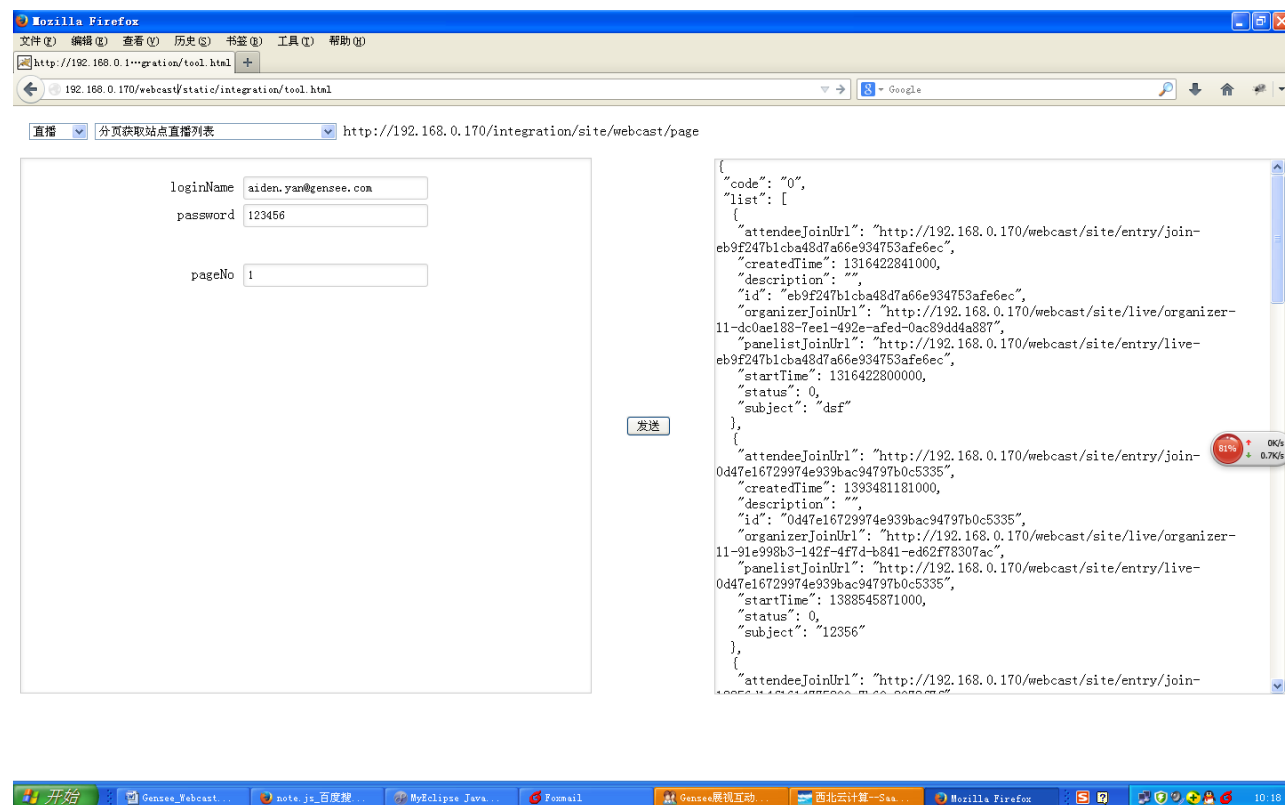 Mozilla Firefox
文件(F) 编辑(E) 查看(V) 历史(S) 书签(B) 工具(T) 帮助(H)
http://192.168.0.1···gration/tool.html +
192.168.0.170/webcast/static/integration/tool.html
8 - Google
直播 分页获取站点直播列表 http://192.168.0.170/integration/site/webcast/page
loginName aiden.yan@gensee.com
password 123456
pageNo 1
发送
{
"code": "0",
"list": [
{
"attendeeJoinUrl": "http://192.168.0.170/webcast/site/entry/join-
eb9f247b1cba48d7a66e934753afe6ec",
"createdTime": 1316422841000,
"description": "",
"id": "eb9f247b1cba48d7a66e934753afe6ec",
"organizerJoinUrl": "http://192.168.0.170/webcast/site/live/organizer-
11-dc0ae188-7ee1-492e-afed-0ac89dd4a887",
"panelistJoinUrl": "http://192.168.0.170/webcast/site/entry/live-
eb9f247b1cba48d7a66e934753afe6ec",
"startTime": 1316422800000,
"status": 0,
"subject": "dsf"
},
{
"attendeeJoinUrl": "http://192.168.0.170/webcast/site/entry/join-
0d47e16729974e939bac94797b0c5335",
"createdTime": 1393481181000,
"description": "",
"id": "0d47e16729974e939bac94797b0c5335",
"organizerJoinUrl": "http://192.168.0.170/webcast/site/live/organizer-
11-91e998b3-142f-4f7d-b841-ed62f78307ac",
"panelistJoinUrl": "http://192.168.0.170/webcast/site/entry/live-
0d47e16729974e939bac94797b0c5335",
"startTime": 1388545871000,
"status": 0,
"subject": "12356"
},
{
"attendeeJoinUrl": "http://192.168.0.170/webcast/site/entry/join-
81% 0K/s
0.7K/s
开始 Gensee_Webcast... note.js_百度搜... MyEclipse Java... Foxmail Gensee展视互动... 西北云计算--Saa... Mozilla Firefox S ? 10:18